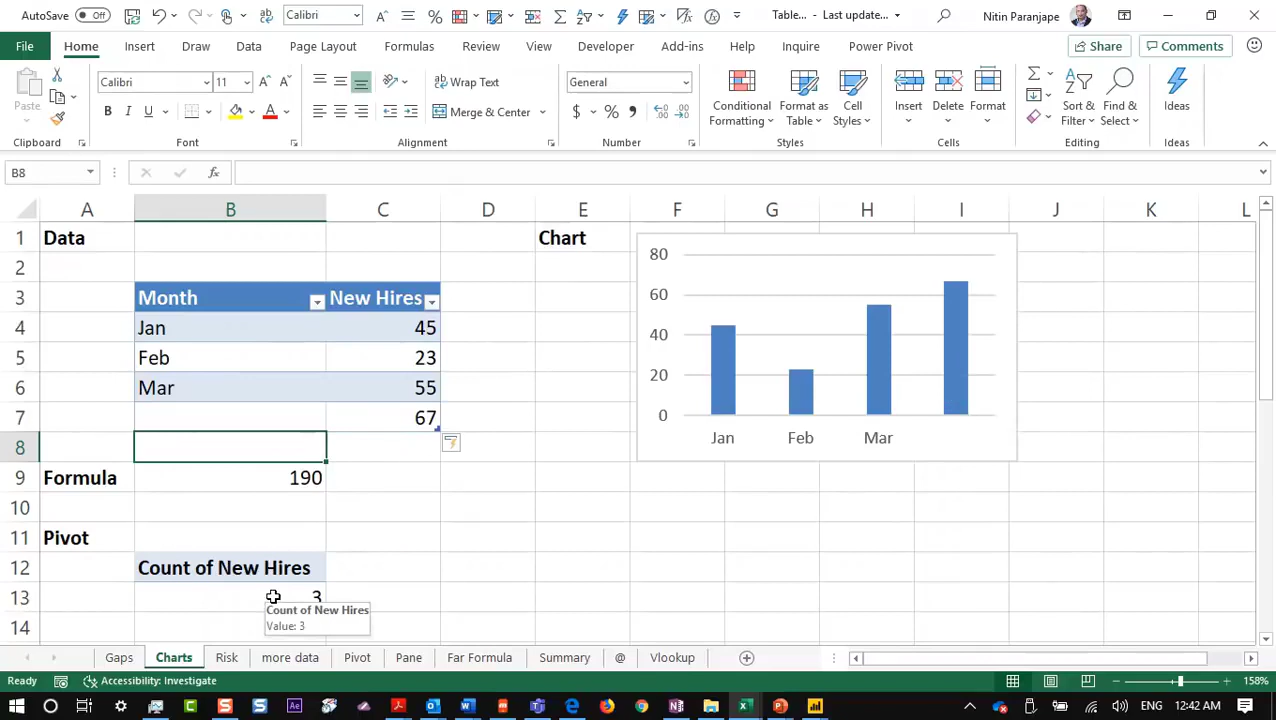 AutoSave Off Calibri Table... - Last update... Nitin Paranjape
File Home Insert Draw Data Page Layout Formulas Review View Developer Add-ins Help Inquire Power Pivot Share Comments
Paste Calibri 11 Wrap Text General Conditional Formatting Format as Table Cell Styles Insert Delete Format Sort & Filter Find & Select Ideas
B I U Merge & Center $ %
Clipboard Font Alignment Number Styles Cells Editing Ideas
B8 fx
A B C D E F G H I J K L
1 Data Chart
2
3 Month New Hires
4 Jan 45
5 Feb 23
6 Mar 55
7 67
8
9 Formula 190
10
11 Pivot
12 Count of New Hires
13 3
14
80
60
40
20
0
Jan Feb Mar
Count of New Hires
Value: 3
Gaps Charts Risk more data Pivot Pane Far Formula Summary @ Vlookup
Ready Accessibility: Investigate 158%
ENG 12:42 AM